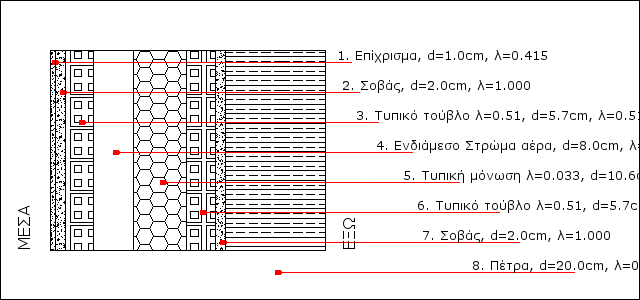 1. Επίχρισμα, d=1.0cm, λ=0.415
2. Σοβάς, d=2.0cm, λ=1.000
3. Τυπικό τούβλο λ=0.51, d=5.7cm, λ=0.5
4. Ενδιάμεσο Στρώμα αέρα, d=8.0cm, λ=
5. Τυπική μόνωση λ=0.033, d=10.6c
6. Τυπικό τούβλο λ=0.51, d=5.7c
7. Σοβάς, d=2.0cm, λ=1.000
8. Πέτρα, d=20.0cm, λ=0
ΜΕΣΑ
ΕΞΩ